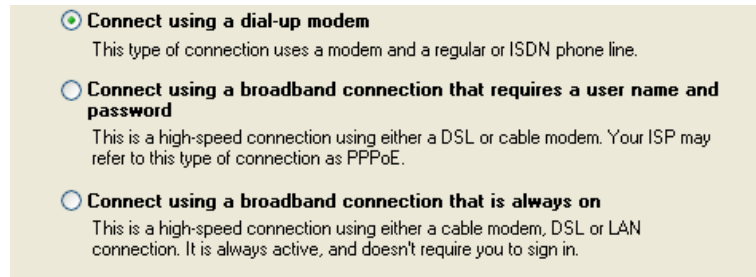 Connect using a dial-up modem
This type of connection uses a modem and a regular or ISDN phone line.
Connect using a broadband connection that requires a user name and
password
This is a high-speed connection using either a DSL or cable modem. Your ISP may
refer to this type of connection as PPPoE.
Connect using a broadband connection that is always on
This is a high-speed connection using either a cable modem, DSL or LAN
connection. It is always active, and doesn't require you to sign in.